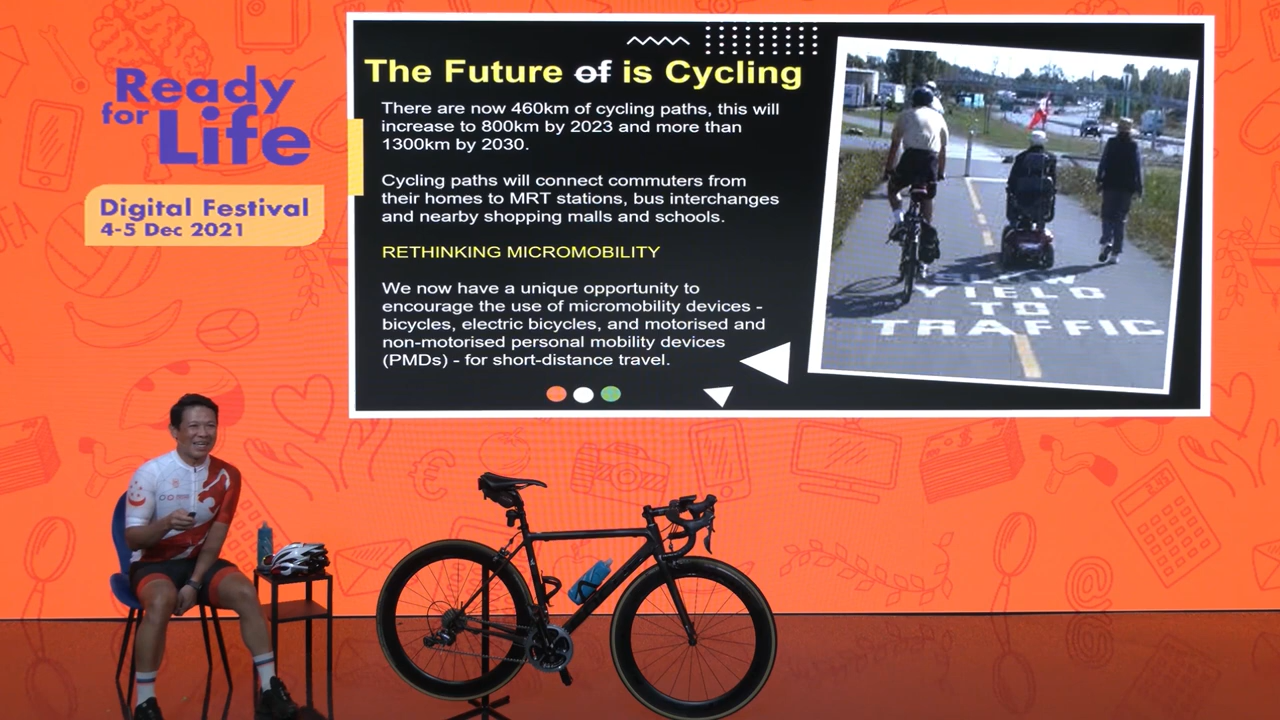 Ready
for Life
Digital Festival
4-5 Dec 2021
The Future of is Cycling
There are now 460km of cycling paths, this will
increase to 800km by 2023 and more than
1300km by 2030.
Cycling paths will connect commuters from
their homes to MRT stations, bus interchanges
and nearby shopping malls and schools.
RETHINKING MICROMOBILITY
We now have a unique opportunity to
encourage the use of micromobility devices -
bicycles, electric bicycles, and motorised and
non-motorised personal mobility devices
(PMDs) - for short-distance travel.
SLOW
YIELD
TO
TRAFFIC